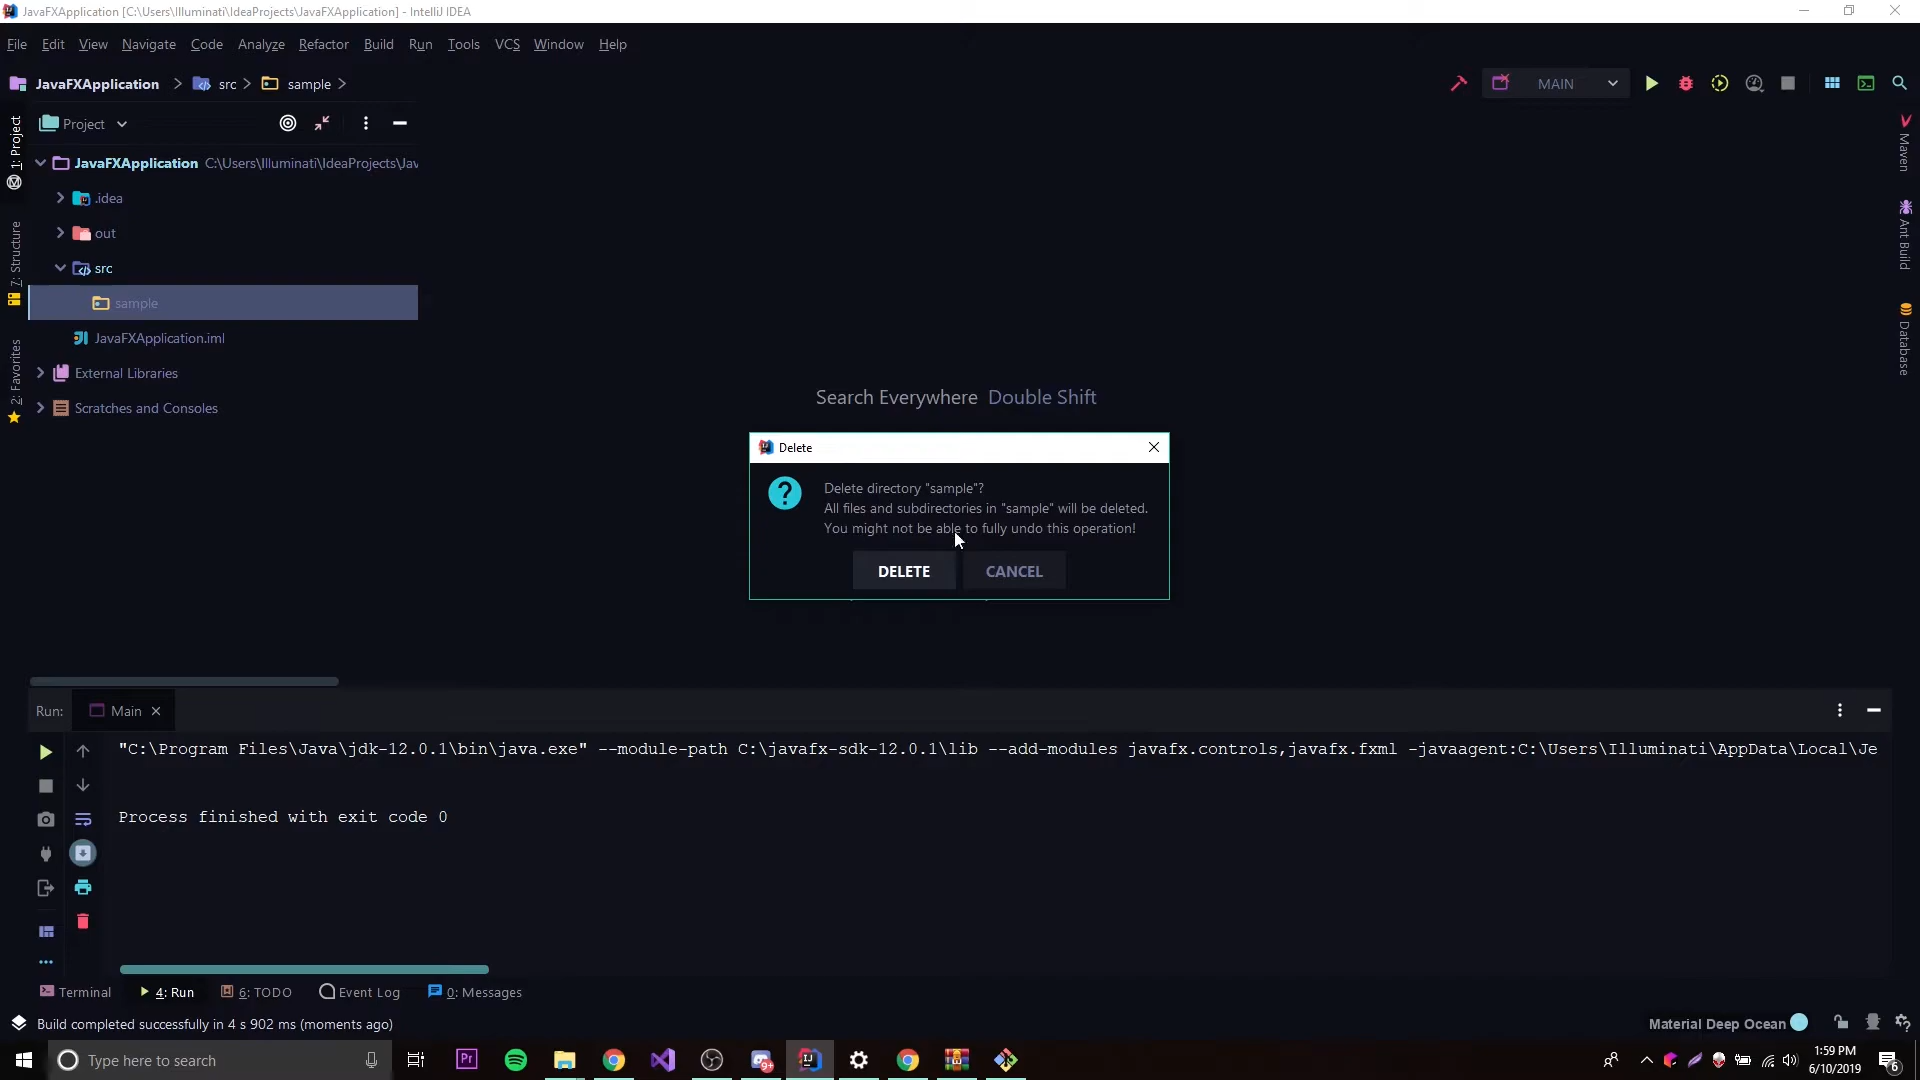 JavaFXApplication [C:\Users\Illuminati\IdeaProjects\JavaFXApplication] - IntelliJ IDEA
File Edit View Navigate Code Analyze Refactor Build Run Tools VCS Window Help
JavaFXApplication src sample
MAIN
Project
1: Project
7: Structure
2: Favorites
JavaFXApplication C:\Users\Illuminati\IdeaProjects\Jav
.idea
out
src
sample
JavaFXApplication.iml
External Libraries
Scratches and Consoles
Maven
Ant Build
Database
Search Everywhere Double Shift
Delete
Delete directory "sample"?
All files and subdirectories in "sample" will be deleted.
You might not be able to fully undo this operation!
DELETE CANCEL
Run: Main
"C:\Program Files\Java\jdk-12.0.1\bin\java.exe" --module-path C:\javafx-sdk-12.0.1\lib --add-modules javafx.controls,javafx.fxml -javaagent:C:\Users\Illuminati\AppData\Local\Je
Process finished with exit code 0
Terminal 4: Run 6: TODO Event Log 0: Messages
Build completed successfully in 4 s 902 ms (moments ago)
Material Deep Ocean
Type here to search
Pr
IJ
9+
1:59 PM
6/10/2019
6